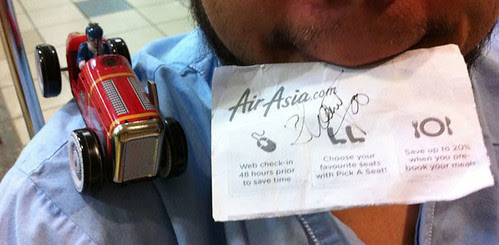 AirAsia.com
Web check-in
48 hours prior
to save time
Choose your
favourite seats
with Pick A Seat!
Save up to 20%
when you pre-
book your meals